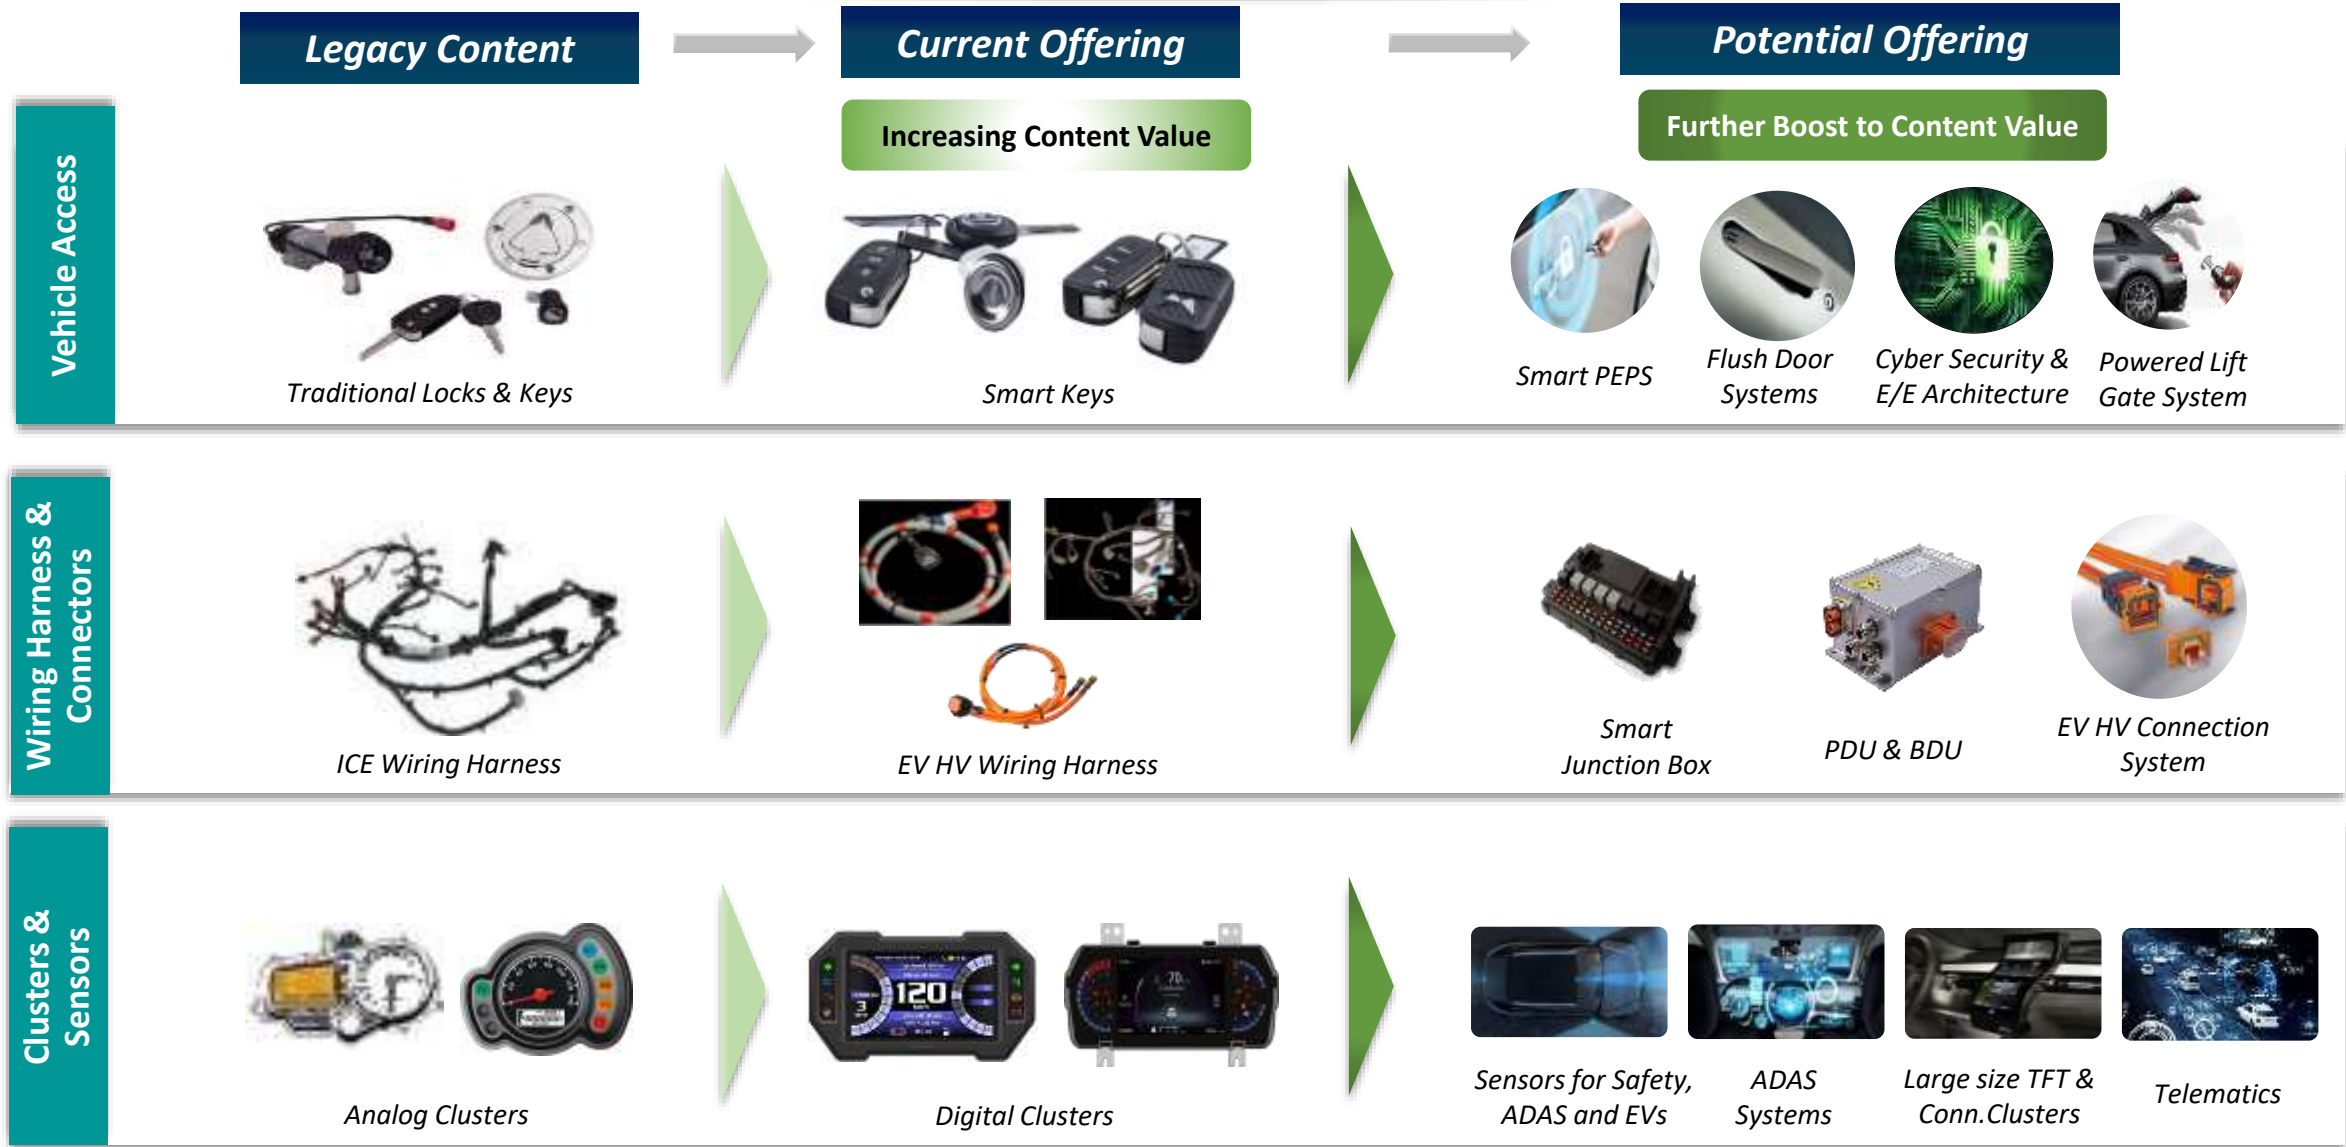 Legacy Content
Current Offering
Potential Offering
Increasing Content Value
Further Boost to Content Value
Vehicle Access
Traditional Locks & Keys
Smart Keys
Smart PEPS
Flush Door
Systems
Cyber Security &
E/E Architecture
Powered Lift
Gate System
Wiring Harness &
Connectors
ICE Wiring Harness
EV HV Wiring Harness
Smart
Junction Box
PDU & BDU
EV HV Connection
System
Clusters &
Sensors
120
3
70
Analog Clusters
Digital Clusters
Sensors for Safety,
ADAS and EVs
ADAS
Systems
Large size TFT &
Conn.Clusters
Telematics